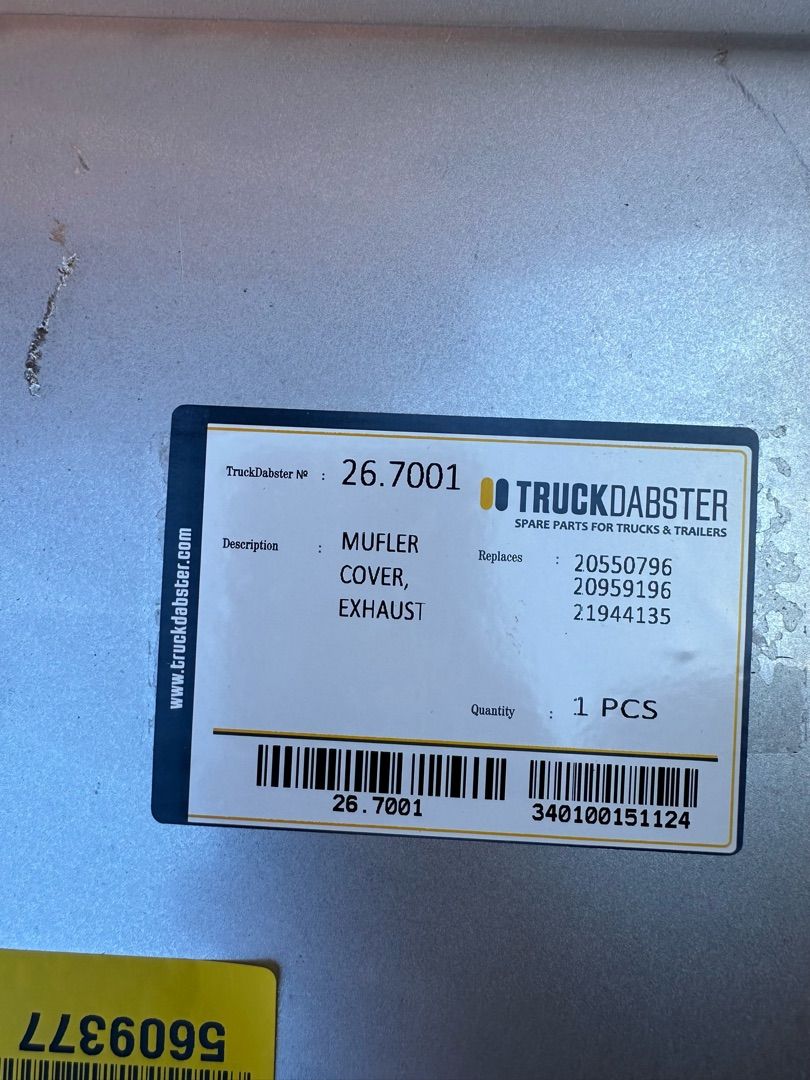 TruckDabster № : 26.7001
TRUCKDABSTER
SPARE PARTS FOR TRUCKS & TRAILERS
Description : MUFLER
COVER,
EXHAUST
Replaces : 20550796
20959196
21944135
Quantity : 1 PCS
www.truckdabster.com
26.7001
340100151124
5609377